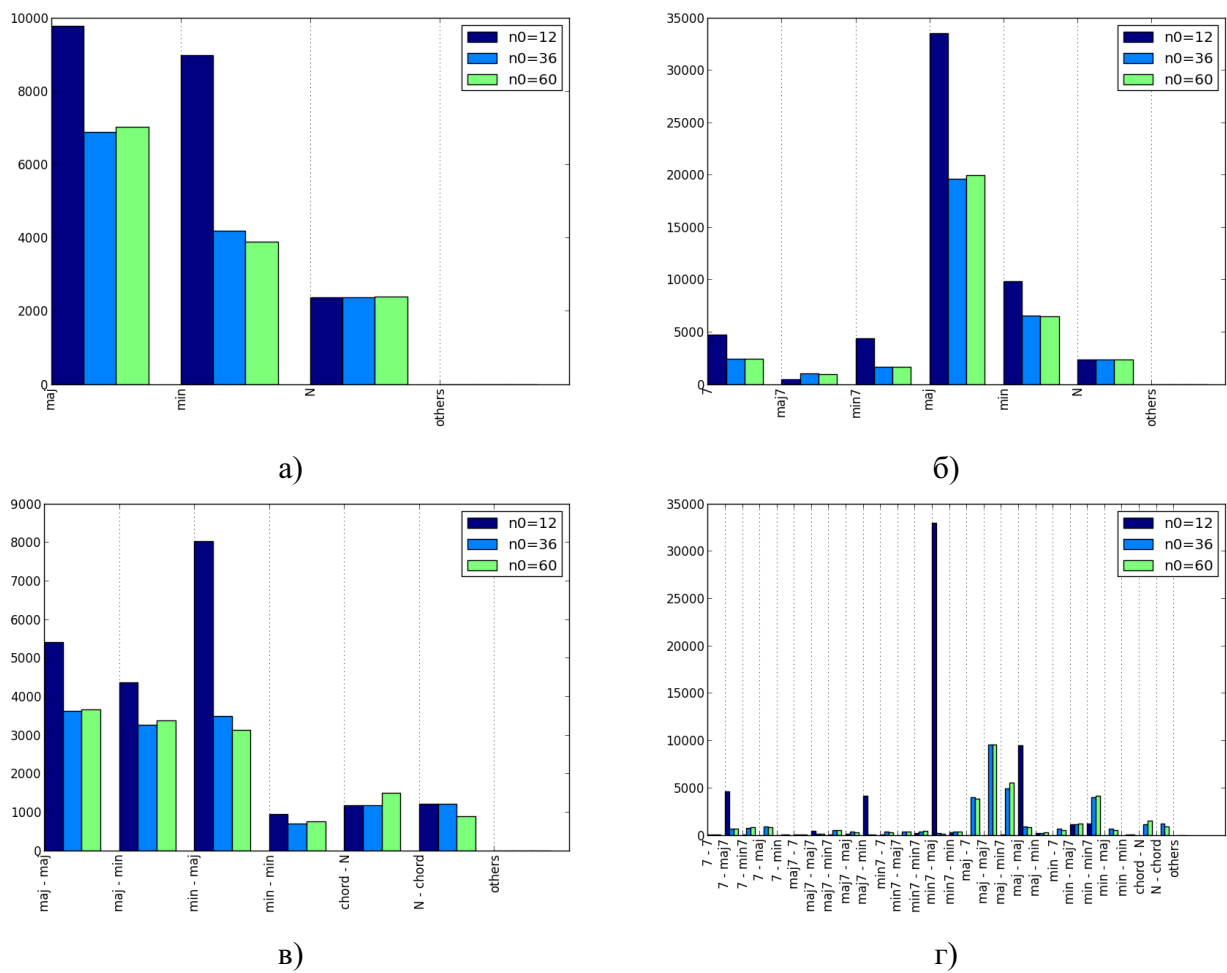 10000
8000
6000
4000
2000
0
n0=12
n0=36
n0=60
maj
min
N
others
а)
35000
30000
25000
20000
15000
10000
5000
0
n0=12
n0=36
n0=60
7
maj7
min7
maj
min
N
others
б)
9000
8000
7000
6000
5000
4000
3000
2000
1000
0
n0=12
n0=36
n0=60
maj - maj
maj - min
min - maj
min - min
chord - N
N - chord
others
в)
35000
30000
25000
20000
15000
10000
5000
0
n0=12
n0=36
n0=60
7 - 7
7 - maj7
7 - min7
7 - maj
7 - min
maj7 - 7
maj7 - maj7
maj7 - min7
maj7 - maj
maj7 - min
min7 - 7
min7 - maj7
min7 - min7
min7 - maj
min7 - min
maj - 7
maj - maj7
maj - min7
maj - maj
maj - min
min - 7
min - maj7
min - min7
min - maj
min - min
chord - N
N - chord
others
г)